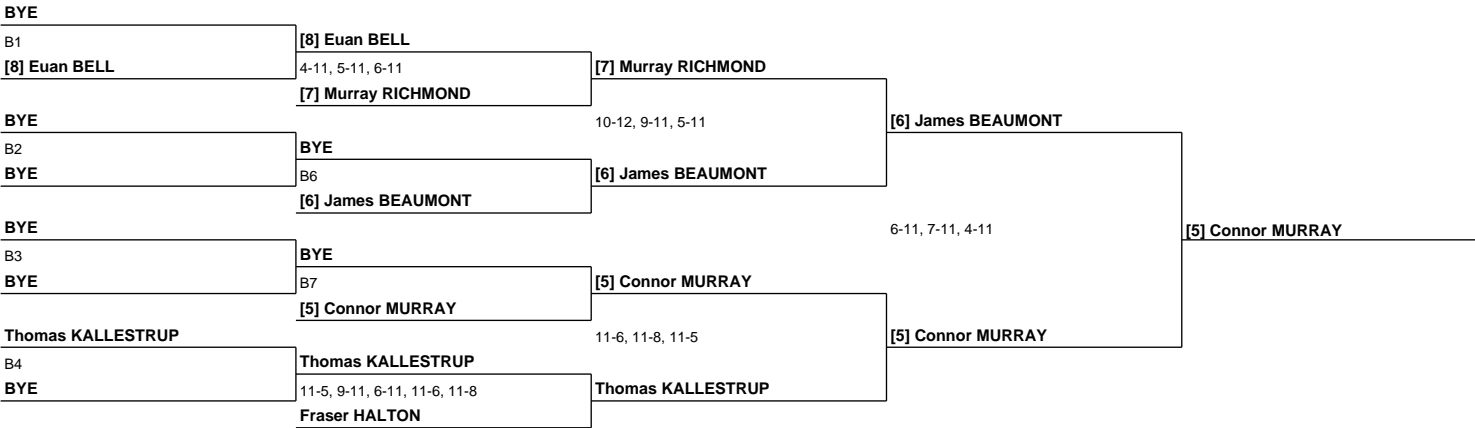 BYE
B1
[8] Euan BELL
[8] Euan BELL
4-11, 5-11, 6-11
[7] Murray RICHMOND
[7] Murray RICHMOND
BYE
B2
BYE
BYE
B6
[6] James BEAUMONT
10-12, 9-11, 5-11
[6] James BEAUMONT
[6] James BEAUMONT
BYE
B3
BYE
BYE
B7
[5] Connor MURRAY
[5] Connor MURRAY
6-11, 7-11, 4-11
[5] Connor MURRAY
Thomas KALLESTRUP
B4
BYE
Thomas KALLESTRUP
11-5, 9-11, 6-11, 11-6, 11-8
Fraser HALTON
11-6, 11-8, 11-5
Thomas KALLESTRUP
[5] Connor MURRAY